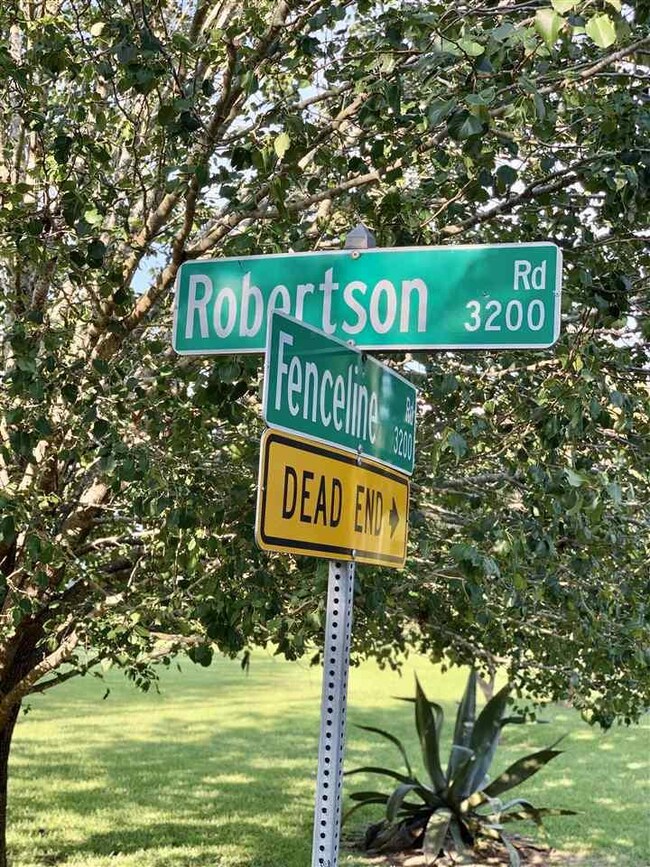 Robertson Rd
3200
Fenceline Rd
3200
DEAD END